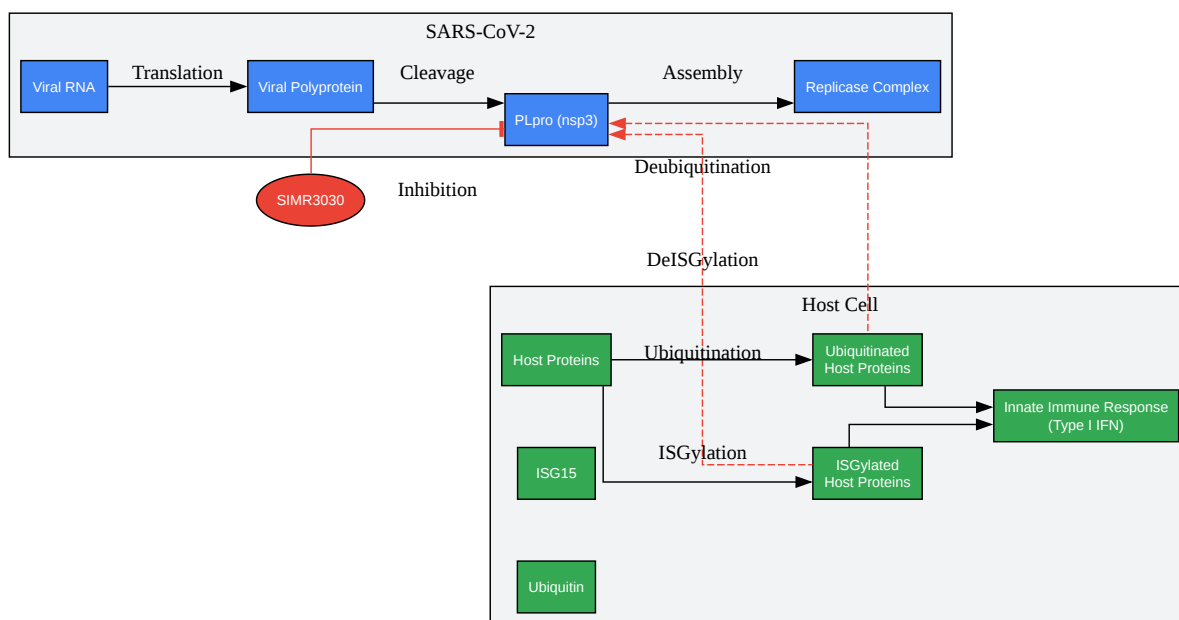 SARS-CoV-2
Viral RNA
Translation
Viral Polyprotein
Cleavage
PLpro (nsp3)
Assembly
Replicase Complex
SIMR3030
Inhibition
Deubiquitination
DeISGylation
Host Cell
Host Proteins
Ubiquitination
Ubiquitinated
Host Proteins
Innate Immune Response
(Type I IFN)
ISG15
ISGylation
ISGylated
Host Proteins
Ubiquitin